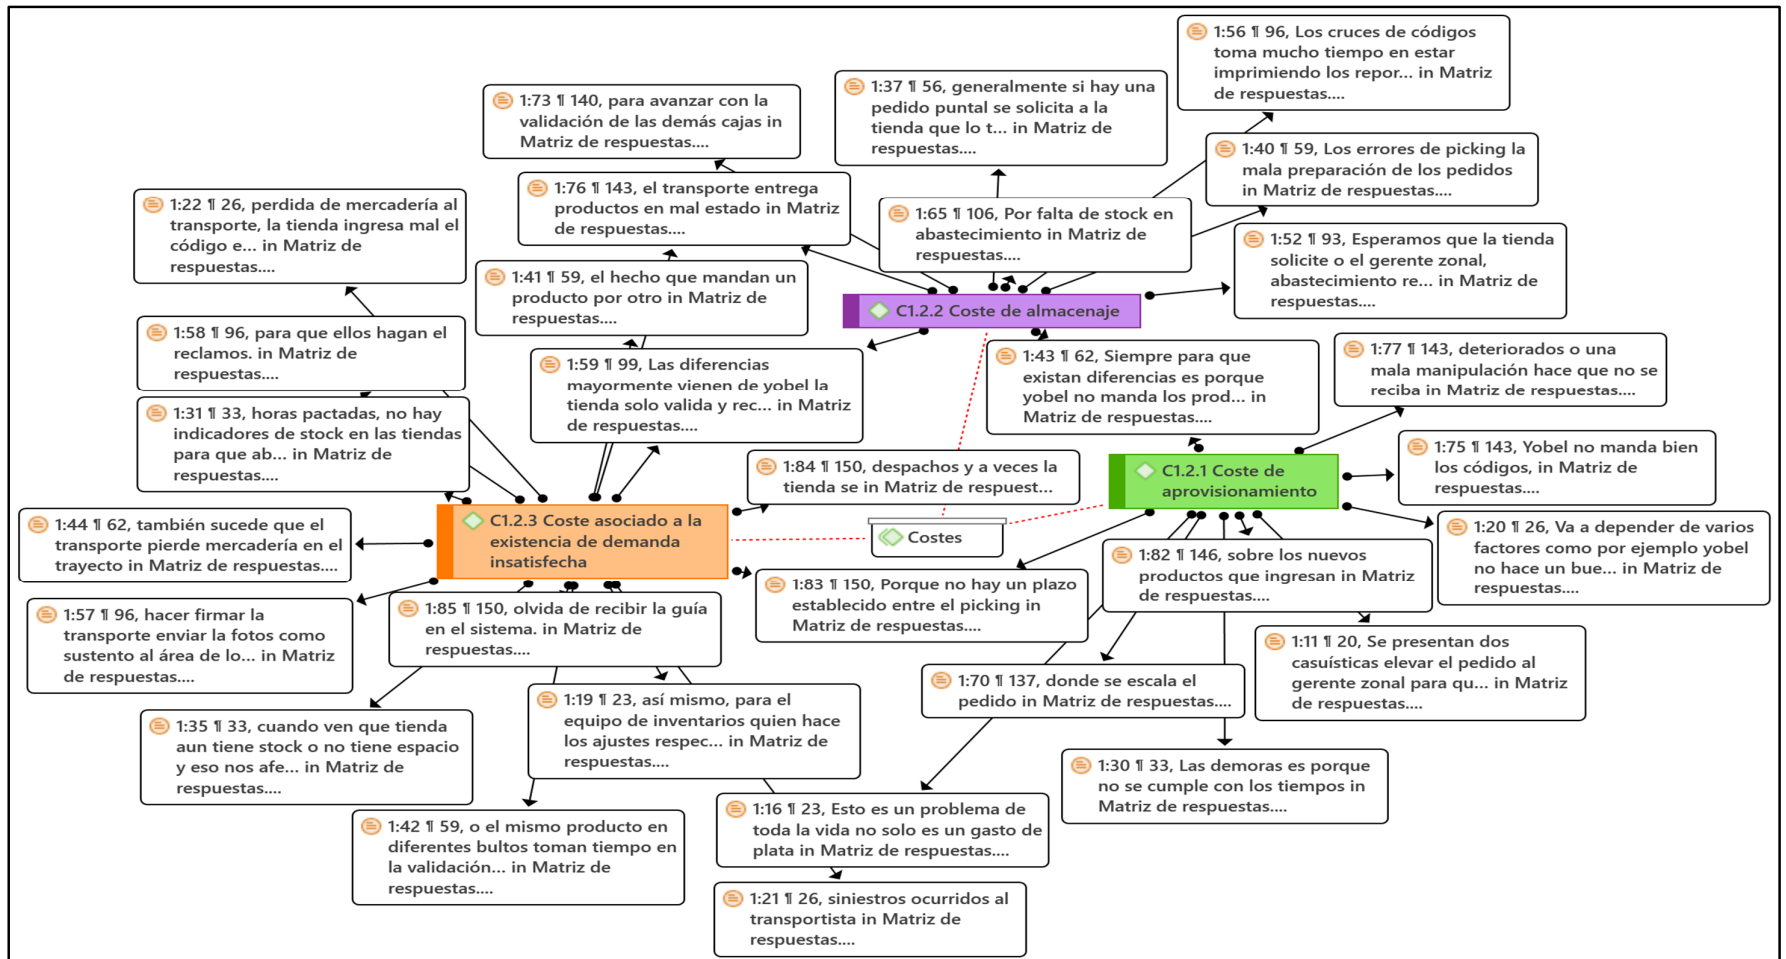 1:56 ¶ 96, Los cruces de códigos
toma mucho tiempo en estar
imprimiendo los repor... in Matriz
de respuestas....
1:37 ¶ 56, generalmente si hay una
pedido puntal se solicita a la
tienda que lo t... in Matriz de
respuestas....
1:73 ¶ 140, para avanzar con la
validación de las demás cajas in
Matriz de respuestas....
1:40 ¶ 59, Los errores de picking la
mala preparación de los pedidos
in Matriz de respuestas....
1:76 ¶ 143, el transporte entrega
productos en mal estado in Matriz
de respuestas....
1:22 ¶ 26, perdida de mercadería al
transporte, la tienda ingresa mal el
código e... in Matriz de
respuestas....
1:65 ¶ 106, Por falta de stock en
abastecimiento in Matriz de
respuestas....
1:52 ¶ 93, Esperamos que la tienda
solicite o el gerente zonal,
abastecimiento re... in Matriz de
respuestas....
1:41 ¶ 59, el hecho que mandan un
producto por otro in Matriz de
respuestas....
C1.2.2 Coste de almacenaje
1:58 ¶ 96, para que ellos hagan el
reclamos. in Matriz de
respuestas....
1:59 ¶ 99, Las diferencias
mayormente vienen de yobel la
tienda solo valida y rec... in Matriz
de respuestas....
1:43 ¶ 62, Siempre para que
existan diferencias es porque
yobel no manda los prod... in
Matriz de respuestas....
1:77 ¶ 143, deteriorados o una
mala manipulación hace que no se
reciba in Matriz de respuestas....
1:31 ¶ 33, horas pactadas, no hay
indicadores de stock en las tiendas
para que ab... in Matriz de
respuestas....
1:84 ¶ 150, despachos y a veces la
tienda se in Matriz de respuest...
C1.2.1 Coste de
aprovisionamiento
1:75 ¶ 143, Yobel no manda bien
los códigos, in Matriz de
respuestas....
C1.2.3 Coste asociado a la
existencia de demanda
insatisfecha
Costes
1:44 ¶ 62, también sucede que el
transporte pierde mercadería en el
trayecto in Matriz de respuestas....
1:20 ¶ 26, Va a depender de varios
factores como por ejemplo yobel
no hace un bue... in Matriz de
respuestas....
1:82 ¶ 146, sobre los nuevos
productos que ingresan in Matriz
de respuestas....
1:83 ¶ 150, Porque no hay un plazo
establecido entre el picking in
Matriz de respuestas....
1:57 ¶ 96, hacer firmar la
transporte enviar la fotos como
sustento al área de lo... in Matriz
de respuestas....
1:85 ¶ 150, olvida de recibir la guía
en el sistema. in Matriz de
respuestas....
1:11 ¶ 20, Se presentan dos
casuísticas elevar el pedido al
gerente zonal para qu... in Matriz
de respuestas....
1:70 ¶ 137, donde se escala el
pedido in Matriz de respuestas....
1:19 ¶ 23, así mismo, para el
equipo de inventarios quien hace
los ajustes respec... in Matriz de
respuestas....
1:35 ¶ 33, cuando ven que tienda
aun tiene stock o no tiene espacio
y eso nos afe... in Matriz de
respuestas....
1:30 ¶ 33, Las demoras es porque
no se cumple con los tiempos in
Matriz de respuestas....
1:16 ¶ 23, Esto es un problema de
toda la vida no solo es un gasto de
plata in Matriz de respuestas....
1:42 ¶ 59, o el mismo producto en
diferentes bultos toman tiempo en
la validación... in Matriz de
respuestas....
1:21 ¶ 26, siniestros ocurridos al
transportista in Matriz de
respuestas....